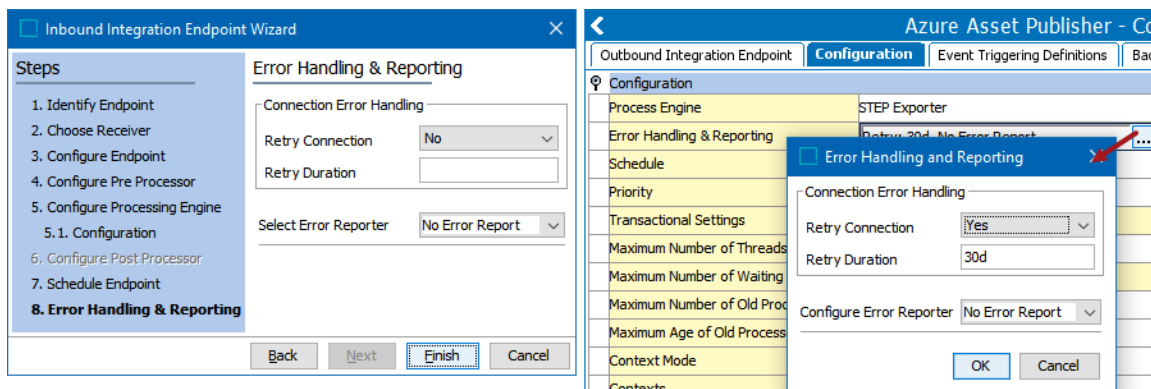 Inbound Integration Endpoint Wizard
Steps
1. Identify Endpoint
2. Choose Receiver
3. Configure Endpoint
4. Configure Pre Processor
5. Configure Processing Engine
5.1. Configuration
6. Configure Post Processor
7. Schedule Endpoint
8. Error Handling & Reporting
Error Handling & Reporting
Connection Error Handling
Retry Connection No
Retry Duration
Select Error Reporter No Error Report
Back Next Finish Cancel
Azure Asset Publisher - Co
Outbound Integration Endpoint Configuration Event Triggering Definitions Ba
Configuration
Process Engine STEP Exporter
Error Handling & Reporting Retry: 30d, No Error Report ...
Schedule
Priority
Transactional Settings
Maximum Number of Threads
Maximum Number of Waiting
Maximum Number of Old Proc
Maximum Age of Old Process
Context Mode
Contexts
Error Handling and Reporting
Connection Error Handling
Retry Connection Yes
Retry Duration 30d
Configure Error Reporter No Error Report
OK Cancel